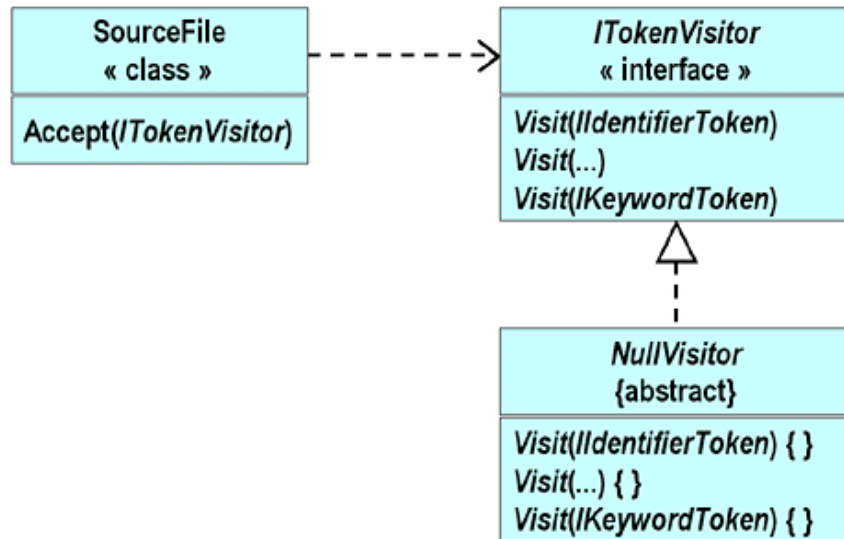 SourceFile
« class »
Accept(ITokenVisitor)
ITokenVisitor
« interface »
Visit(IIdentifierToken)
Visit(...)
Visit(IKeywordToken)
NullVisitor
{abstract}
Visit(IIdentifierToken) { }
Visit(...) { }
Visit(IKeywordToken) { }